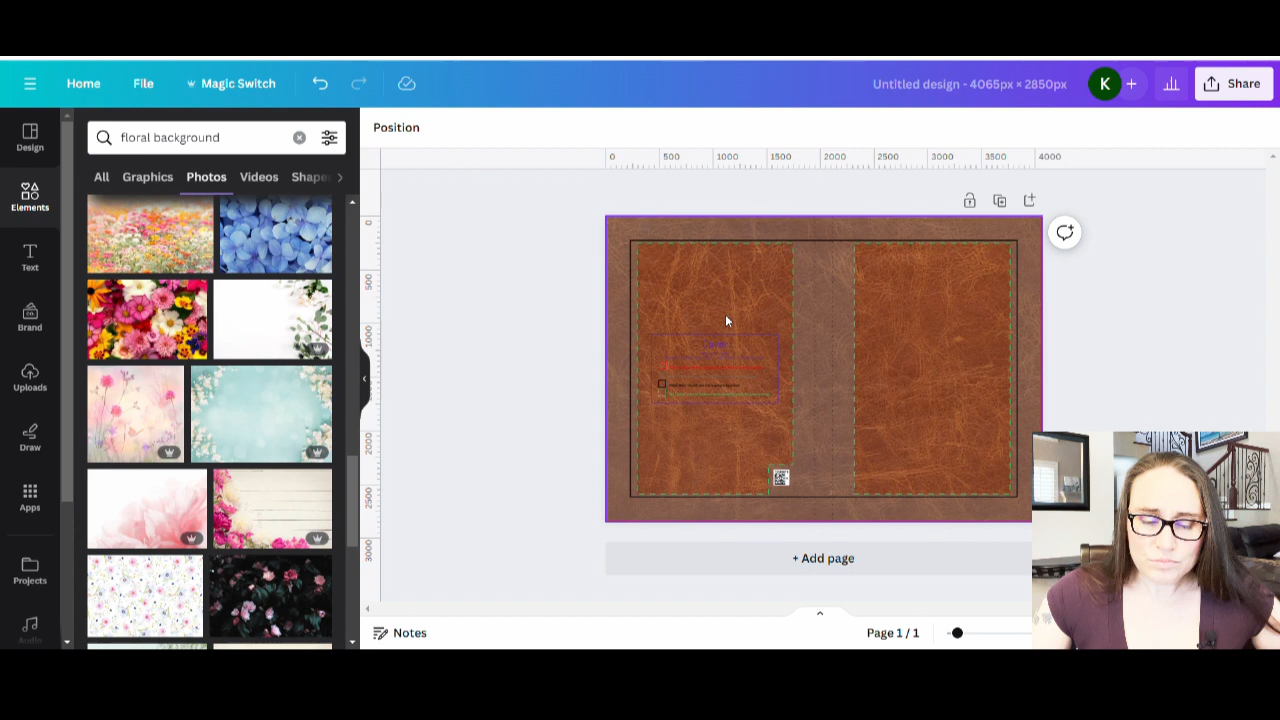 Home File Magic Switch Untitled design - 4065px × 2850px K + Share
Design
Elements
Text
Brand
Uploads
Draw
Apps
Projects
Audio
floral background
All Graphics Photos Videos Shape
Position
0 500 1000 1500 2000 2500 3000 3500 4000
0
500
1000
2000
2500
3000
+ Add page
Notes
Page 1 / 1